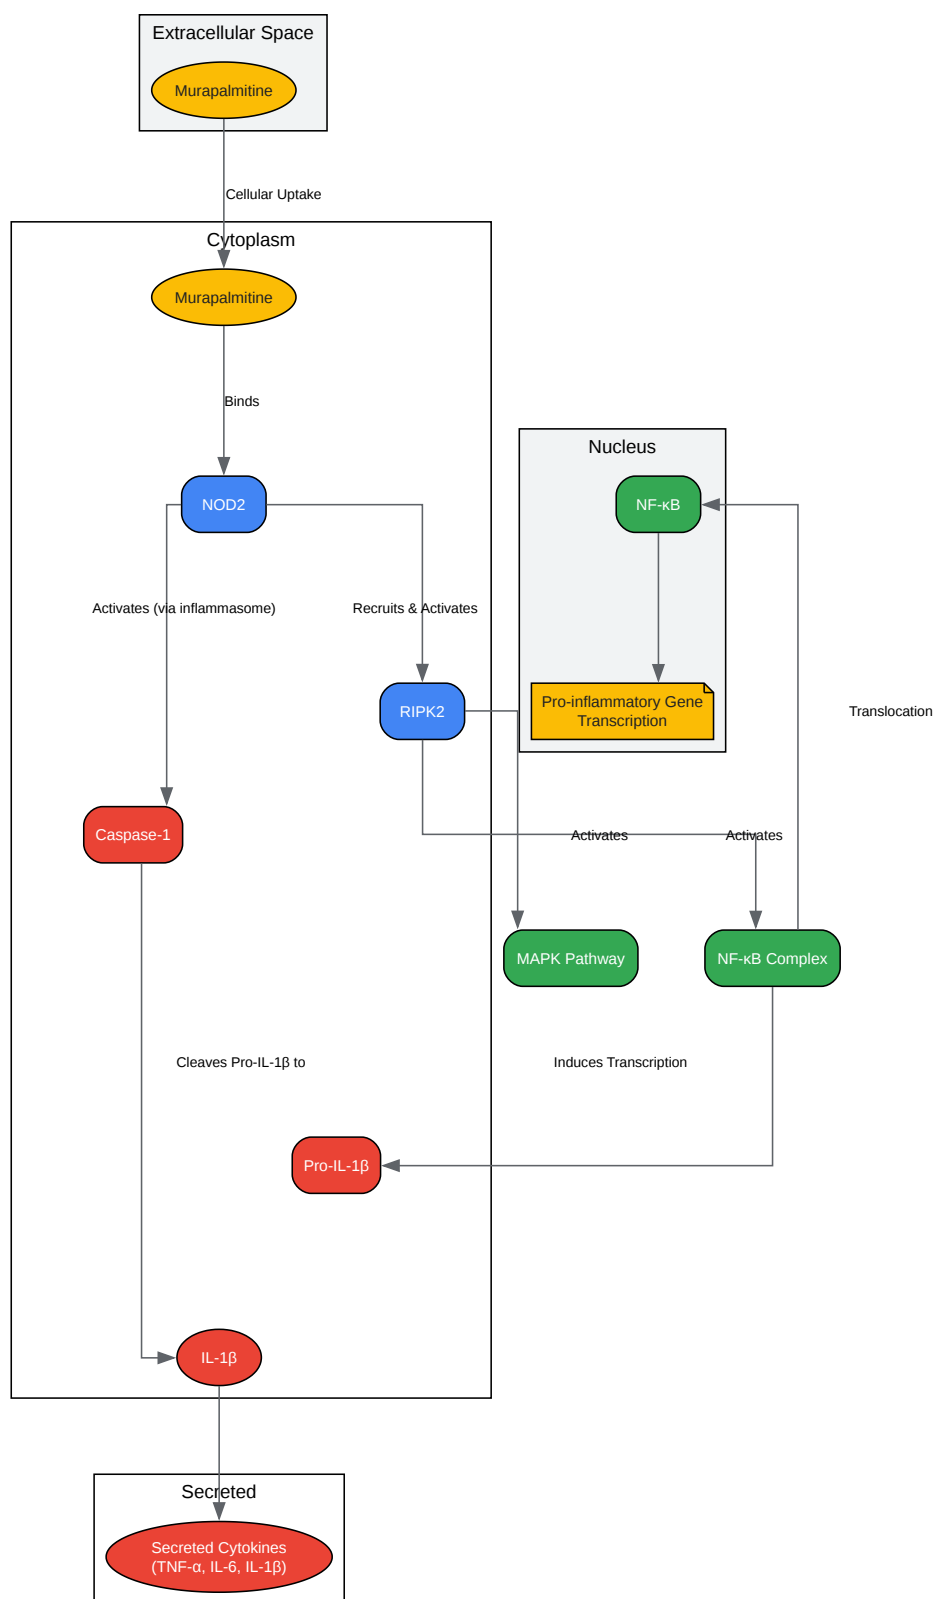 Extracellular Space
Murapalmitine
Cellular Uptake
Cytoplasm
Murapalmitine
Binds
Nucleus
NOD2
NF-κB
Activates (via inflammasome)
Recruits & Activates
RIPK2
Pro-inflammatory Gene
Transcription
Translocation
Caspase-1
Activates
Activates
MAPK Pathway
NF-κB Complex
Cleaves Pro-IL-1β to
Induces Transcription
Pro-IL-1β
IL-1β
Secreted
Secreted Cytokines
(TNF-α, IL-6, IL-1β)